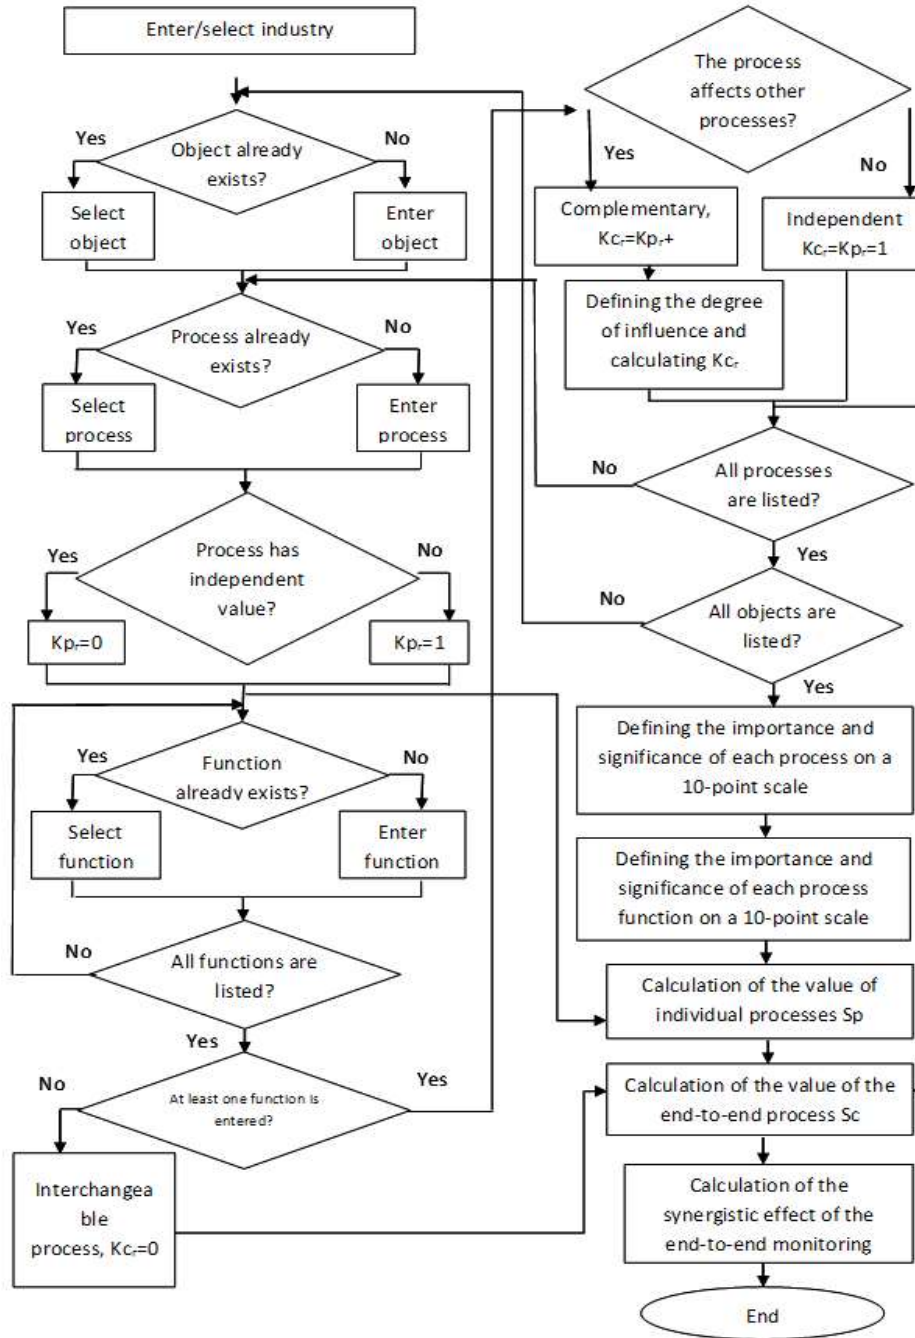 Enter/select industry
Yes
No
Object already
exists?
Select
object
Enter
object
Yes
No
Process already
exists?
Select
process
Enter
process
Yes
No
Process has
independent
value?
Kpᵣ=0
Kpᵣ=1
Yes
No
Function
already exists?
Select
function
Enter
function
No
All functions are
listed?
Yes
No
Yes
At least one function is
entered?
Interchangea
ble
process, Kcᵣ=0
The process
affects other
processes?
Yes
No
Complementary,
Kcᵣ=Kpᵣ+
Independent
Kcᵣ=Kpᵣ=1
Defining the degree
of influence and
calculating Kcᵣ
No
All processes
are listed?
Yes
No
All objects are
listed?
Yes
Defining the importance and
significance of each process on a
10-point scale
Defining the importance and
significance of each process
function on a 10-point scale
Calculation of the value of
individual processes Sp
Calculation of the value of the
end-to-end process Sc
Calculation of the
synergistic effect of the
end-to-end monitoring
End